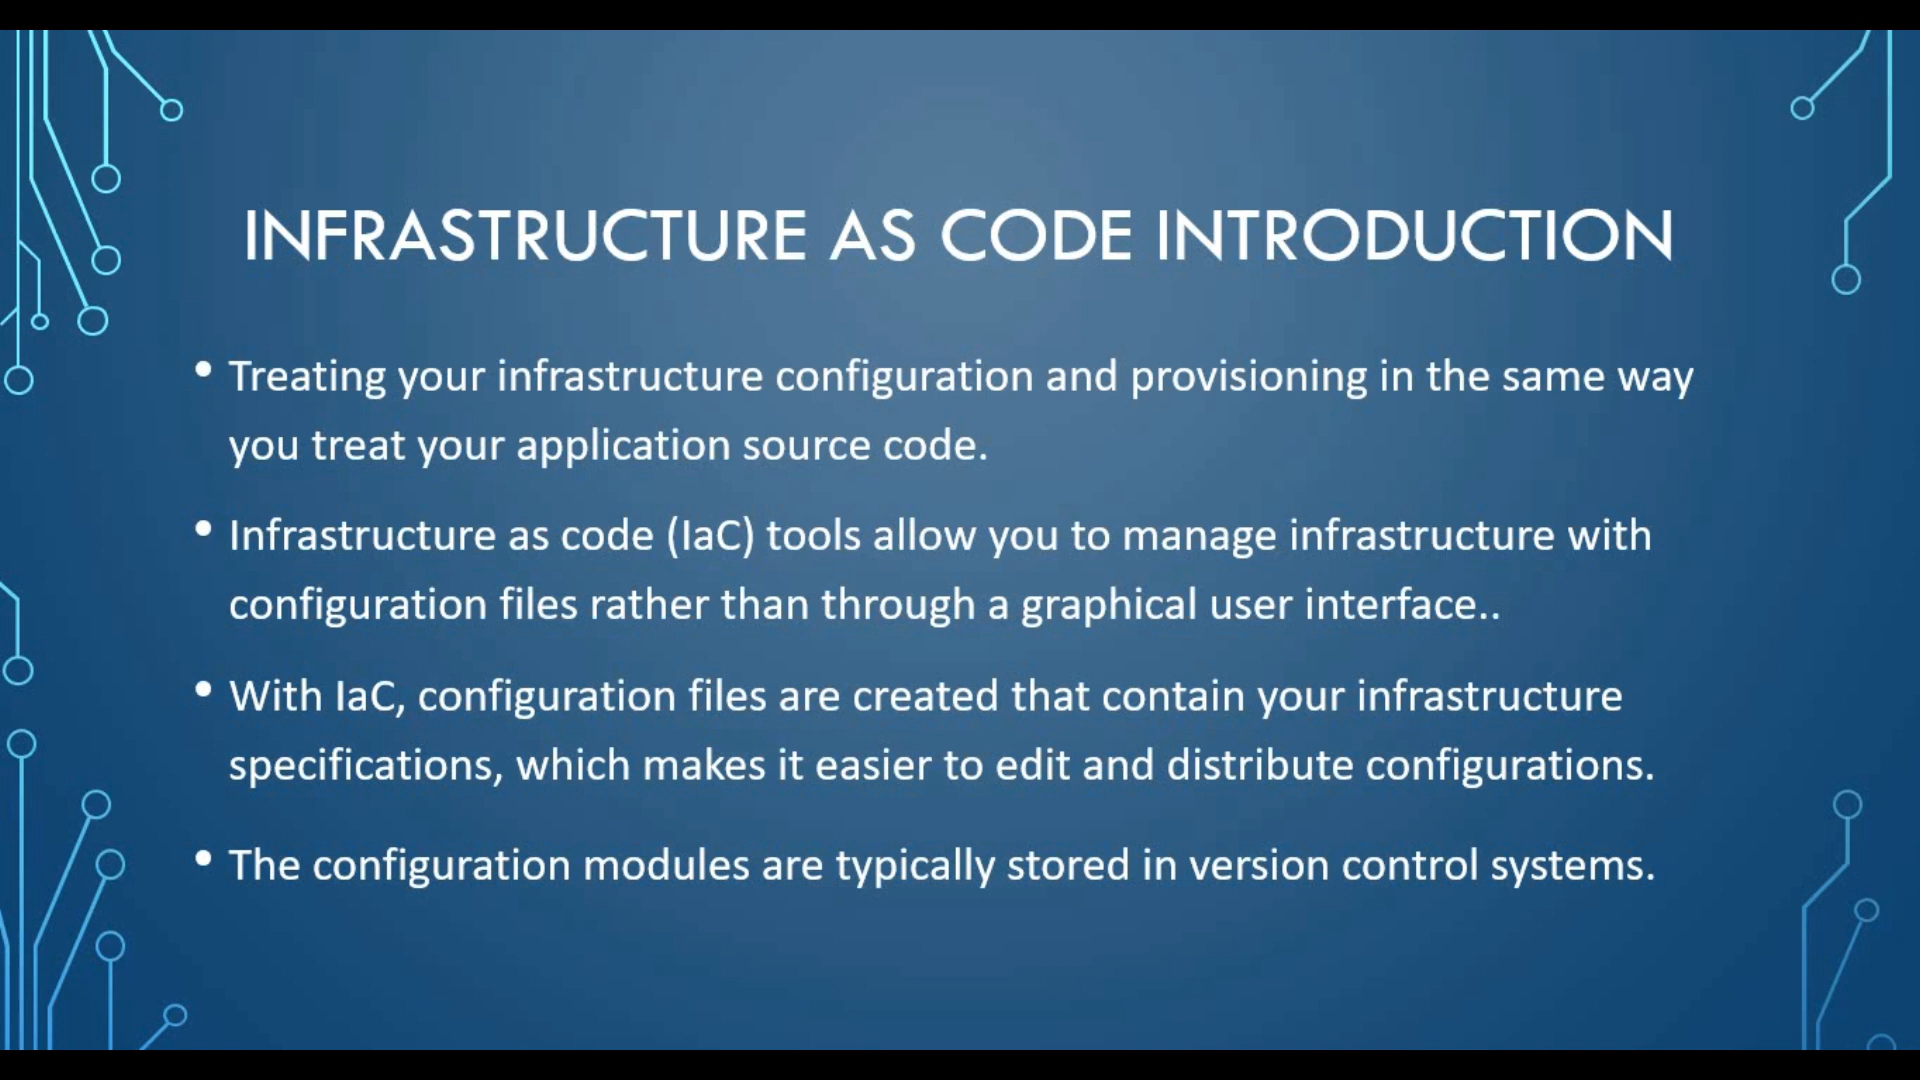 INFRASTRUCTURE AS CODE INTRODUCTION
• Treating your infrastructure configuration and provisioning in the same way
you treat your application source code.
• Infrastructure as code (IaC) tools allow you to manage infrastructure with
configuration files rather than through a graphical user interface..
• With IaC, configuration files are created that contain your infrastructure
specifications, which makes it easier to edit and distribute configurations.
• The configuration modules are typically stored in version control systems.